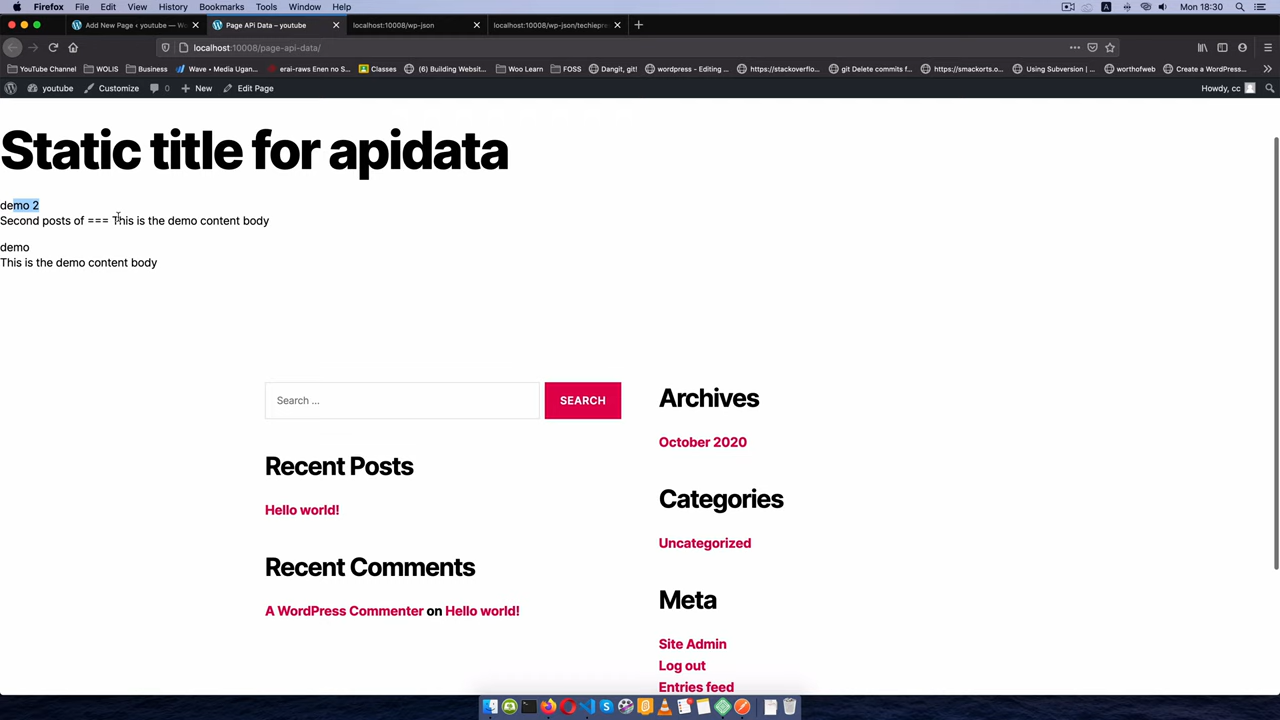 Firefox File Edit View History Bookmarks Tools Window Help Mon 18:30
Add New Page ‹ youtube — W Page APi Data – youtube localhost:10008/wp-json localhost:10008/wp-json/techiepr
localhost:10008/page-api-data/
YouTube Channel WOLIS Business Wave • Media Ugan... erai-raws Enen no S... Classes (6) Building Websit... Woo Learn FOSS Dangit, git! wordpress - Editing ... https://stackoverflo... git Delete commits f... https://smackorts.o... Using Subversion | ... worthofweb Create a WordPress...
youtube Customize 0 New Edit Page Howdy, cc
Static title for apidata
demo 2
Second posts of === This is the demo content body
demo
This is the demo content body
Search ...
SEARCH
Recent Posts
Hello world!
Recent Comments
A WordPress Commenter on Hello world!
Archives
October 2020
Categories
Uncategorized
Meta
Site Admin
Log out
Entries feed